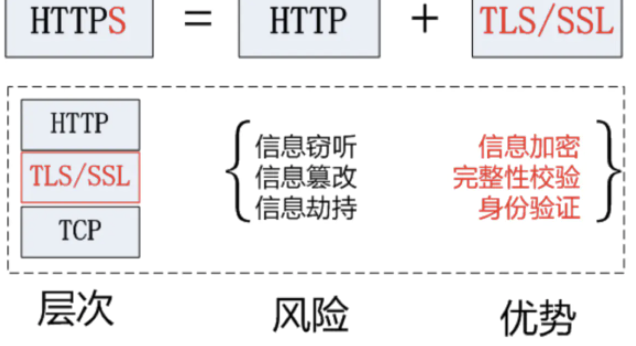 HTTPS = HTTP + TLS/SSL
HTTP
TLS/SSL
TCP
信息窃听
信息篡改
信息劫持
信息加密
完整性校验
身份验证
层次
风险
优势